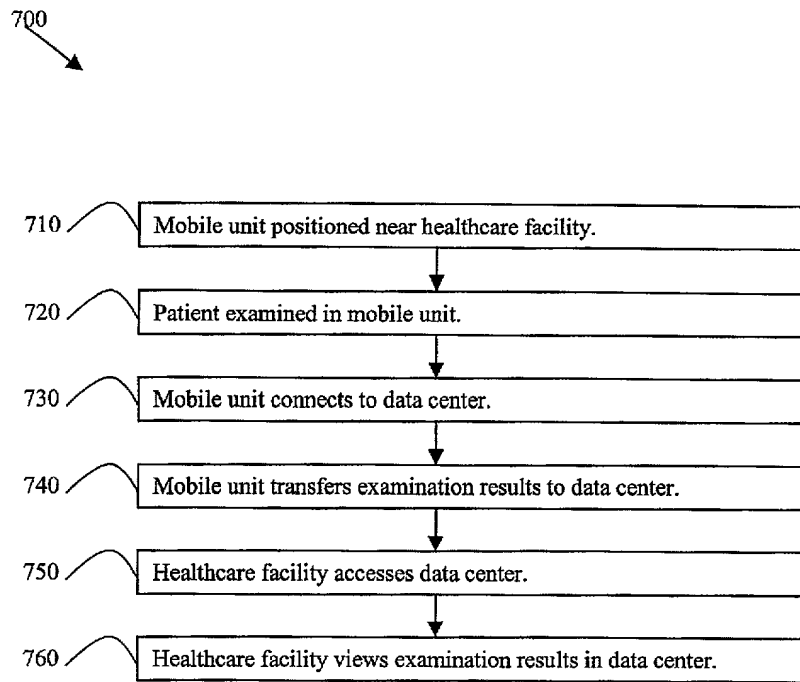 700
710 Mobile unit positioned near healthcare facility.
720 Patient examined in mobile unit.
730 Mobile unit connects to data center.
740 Mobile unit transfers examination results to data center.
750 Healthcare facility accesses data center.
760 Healthcare facility views examination results in data center.